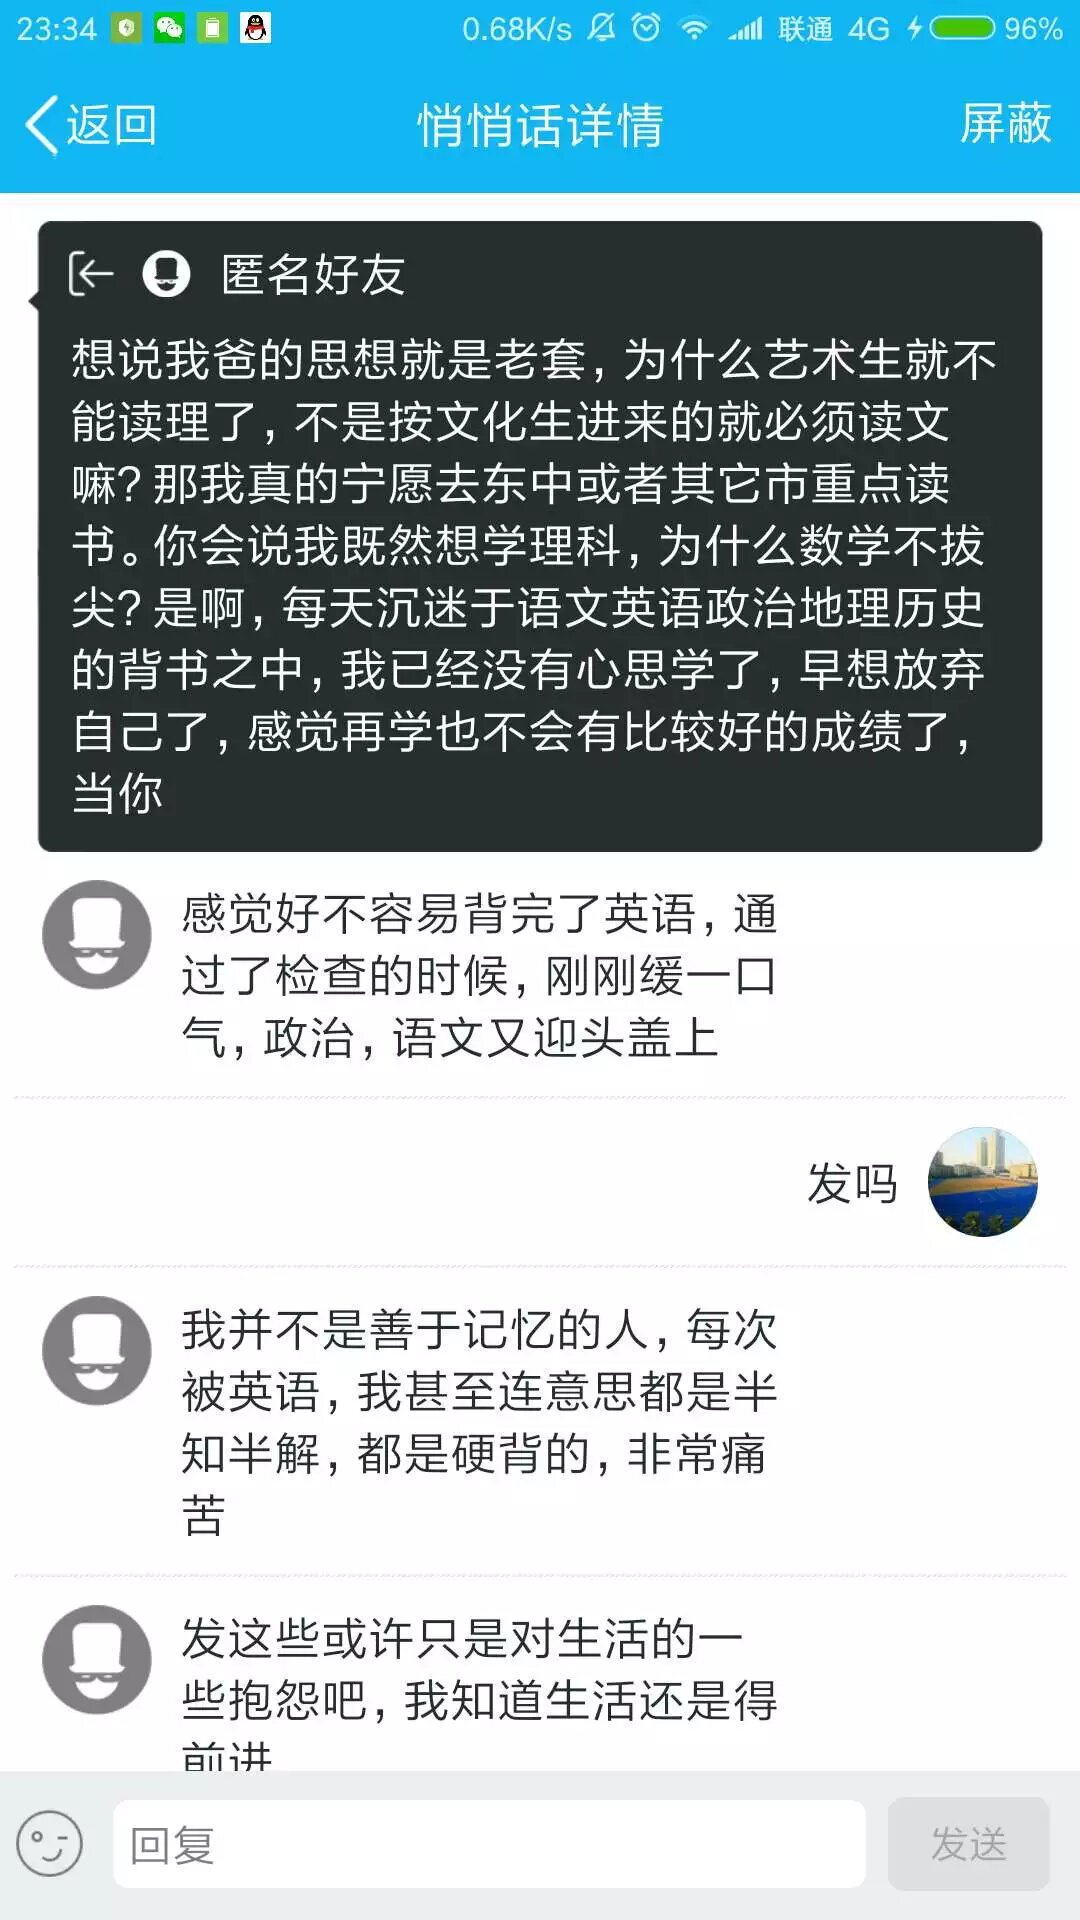 23:34 0.68K/s 联通 4G 96%
返回 悄悄话详情 屏蔽
匿名好友
想说我爸的思想就是老套，为什么艺术生就不
能读理了，不是按文化生进来的就必须读文
嘛？那我真的宁愿去东中或者其它市重点读
书。你会说我既然想学理科，为什么数学不拔
尖？是啊，每天沉迷于语文英语政治地理历史
的背书之中，我已经没有心思学了，早想放弃
自己了，感觉再学也不会有比较好的成绩了，
当你
感觉好不容易背完了英语，通
过了检查的时候，刚刚缓一口
气，政治，语文又迎头盖上
发吗
我并不是善于记忆的人，每次
被英语，我甚至连意思都是半
知半解，都是硬背的，非常痛
苦
发这些或许只是对生活的一
些抱怨吧，我知道生活还是得
前进
回复 发送